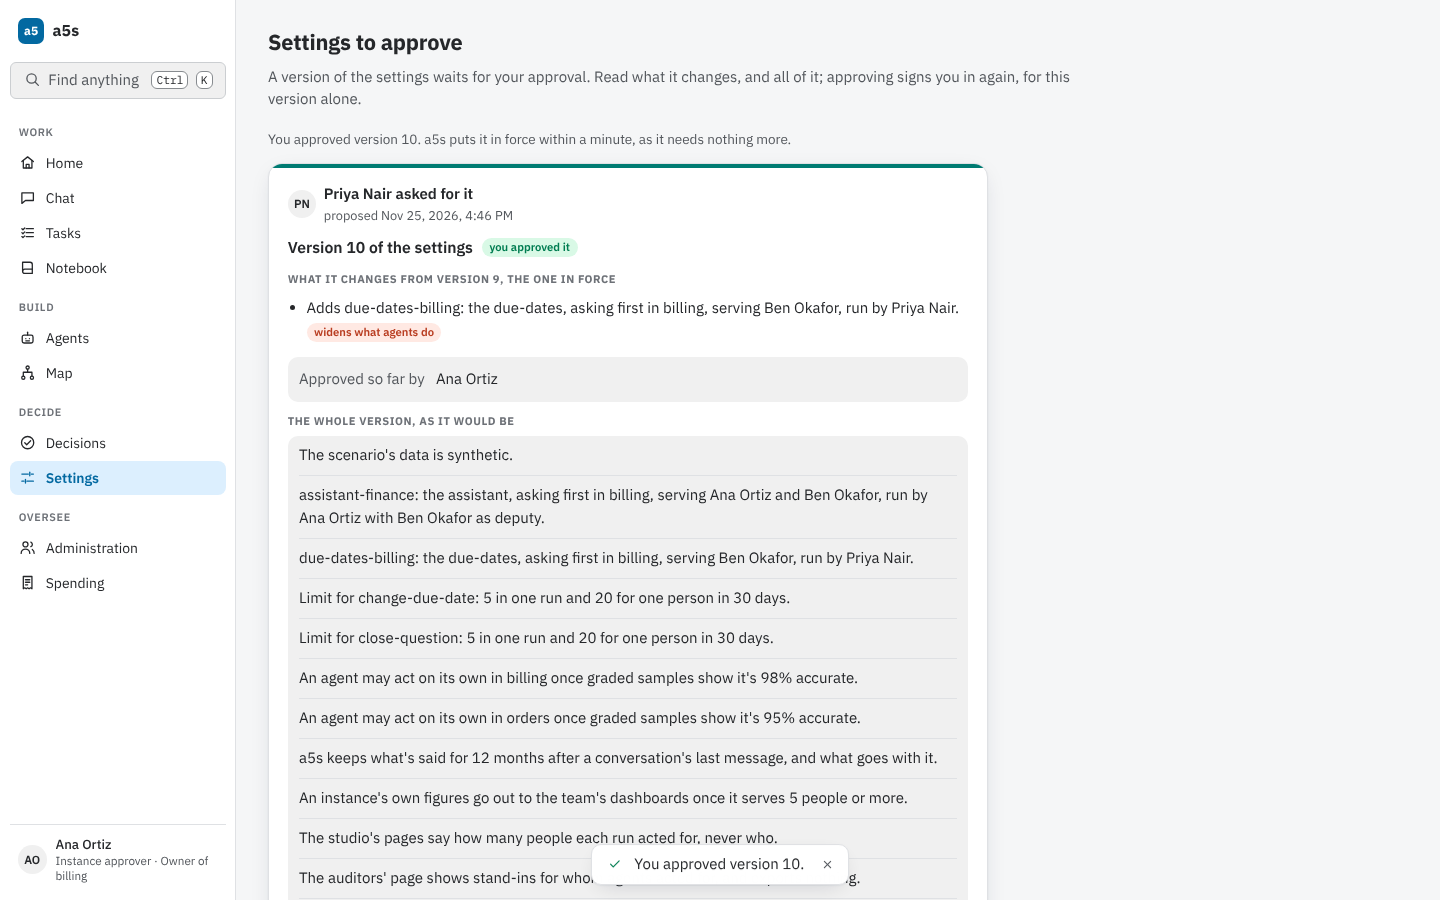 a5 a5s
Find anything Ctrl K
WORK
Home
Chat
Tasks
Notebook
BUILD
Agents
Map
DECIDE
Decisions
Settings
OVERSEE
Administration
Spending
AO
Ana Ortiz
Instance approver · Owner of
billing
Settings to approve
A version of the settings waits for your approval. Read what it changes, and all of it; approving signs you in again, for this
version alone.
You approved version 10. a5s puts it in force within a minute, as it needs nothing more.
PN
Priya Nair asked for it
proposed Nov 25, 2026, 4:46 PM
Version 10 of the settings you approved it
WHAT IT CHANGES FROM VERSION 9, THE ONE IN FORCE
• Adds due-dates-billing: the due-dates, asking first in billing, serving Ben Okafor, run by Priya Nair.
widens what agents do
Approved so far by Ana Ortiz
THE WHOLE VERSION, AS IT WOULD BE
The scenario's data is synthetic.
assistant-finance: the assistant, asking first in billing, serving Ana Ortiz and Ben Okafor, run by
Ana Ortiz with Ben Okafor as deputy.
due-dates-billing: the due-dates, asking first in billing, serving Ben Okafor, run by Priya Nair.
Limit for change-due-date: 5 in one run and 20 for one person in 30 days.
Limit for close-question: 5 in one run and 20 for one person in 30 days.
An agent may act on its own in billing once graded samples show it's 98% accurate.
An agent may act on its own in orders once graded samples show it's 95% accurate.
a5s keeps what's said for 12 months after a conversation's last message, and what goes with it.
An instance's own figures go out to the team's dashboards once it serves 5 people or more.
The studio's pages say how many people each run acted for, never who.
The auditors' page shows stand-ins for
You approved version 10.